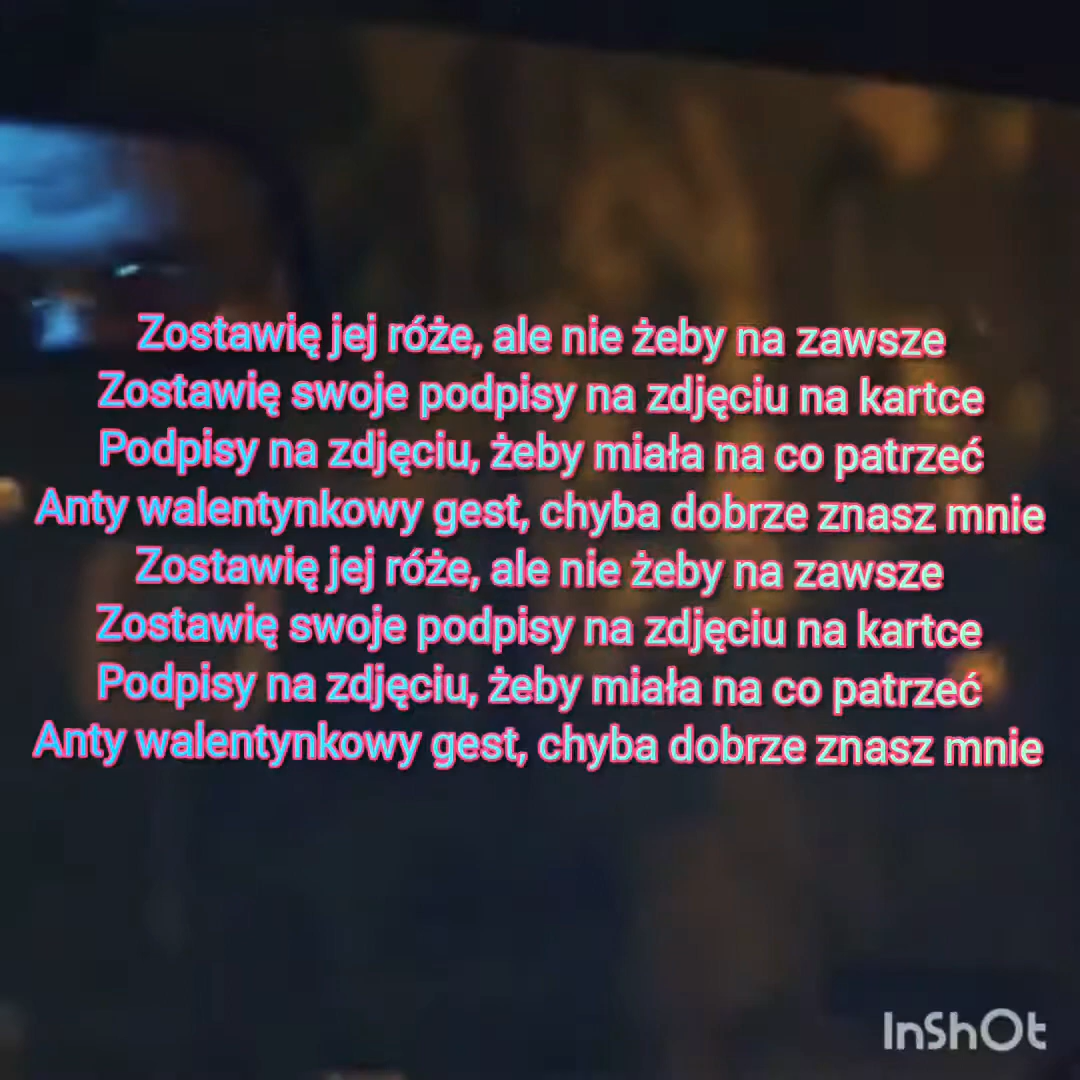 Zostawię jej róże, ale nie żeby na zawsze
Zostawię swoje podpisy na zdjęciu na kartce
Podpisy na zdjęciu, żeby miała na co patrzeć
Anty walentynkowy gest, chyba dobrze znasz mnie
Zostawię jej róże, ale nie żeby na zawsze
Zostawię swoje podpisy na zdjęciu na kartce
Podpisy na zdjęciu, żeby miała na co patrzeć
Anty walentynkowy gest, chyba dobrze znasz mnie
InShOt